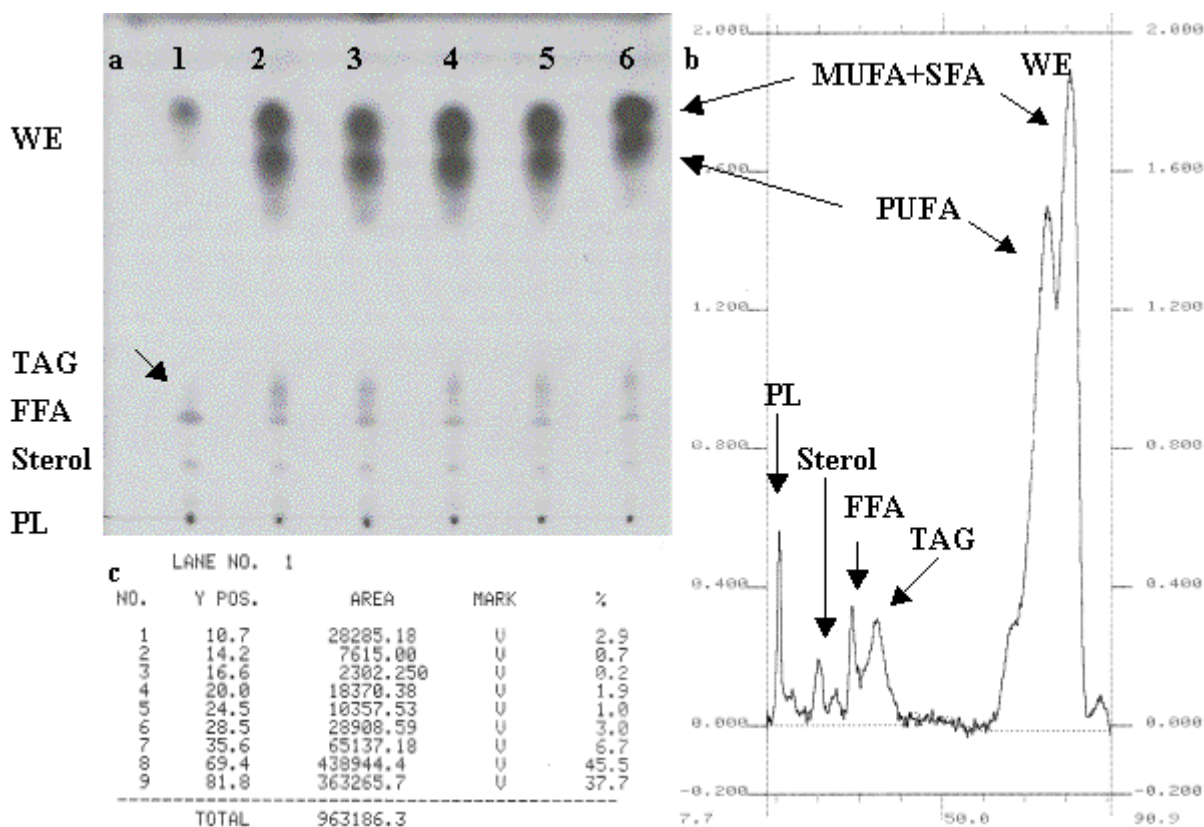 a 1 2 3 4 5 6
WE
TAG
FFA
Sterol
PL
b
2.000 2.000
WE
MUFA+SFA
1.600 1.600
PUFA
1.200 1.200
PL
0.800 0.800
Sterol
FFA
TAG
0.400 0.400
0.000 0.000
-0.200 -0.200
7.7 50.0 90.9
c
LANE NO. 1
NO. Y POS. AREA MARK %
1 10.7 28285.18 V 2.9
2 14.2 7615.00 V 0.7
3 16.6 2302.250 V 0.2
4 20.0 18370.38 V 1.9
5 24.5 10357.53 V 1.0
6 28.5 28908.59 V 3.0
7 35.6 65137.18 V 6.7
8 69.4 438944.4 V 45.5
9 81.8 363265.7 V 37.7
TOTAL 963186.3